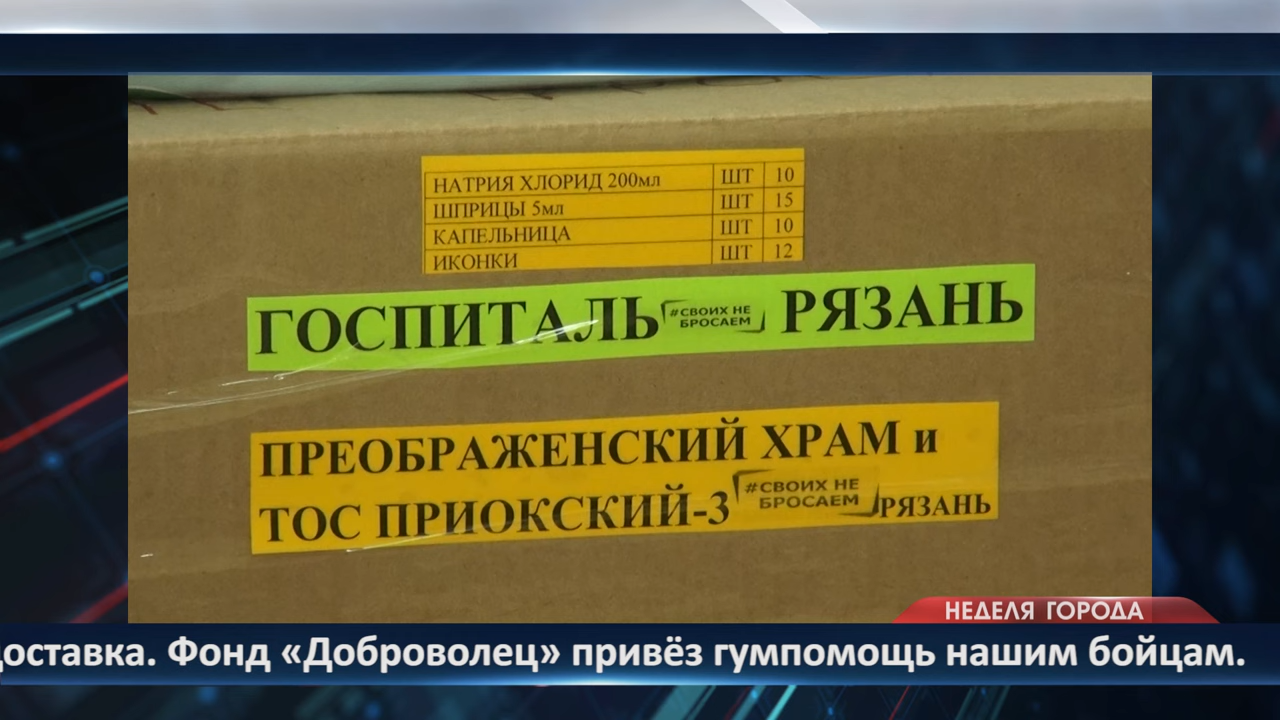 НАТРИЯ ХЛОРИД 200мл ШТ 10
ШПРИЦЫ 5мл ШТ 15
КАПЕЛЬНИЦА ШТ 10
ИКОНКИ ШТ 12
ГОСПИТАЛЬ #СВОИХ НЕ БРОСАЕМ РЯЗАНЬ
ПРЕОБРАЖЕНСКИЙ ХРАМ и
ТОС ПРИОКСКИЙ-3 #СВОИХ НЕ БРОСАЕМ РЯЗАНЬ
НЕДЕЛЯ ГОРОДА
доставка. Фонд «Доброволец» привёз гумпомощь нашим бойцам.